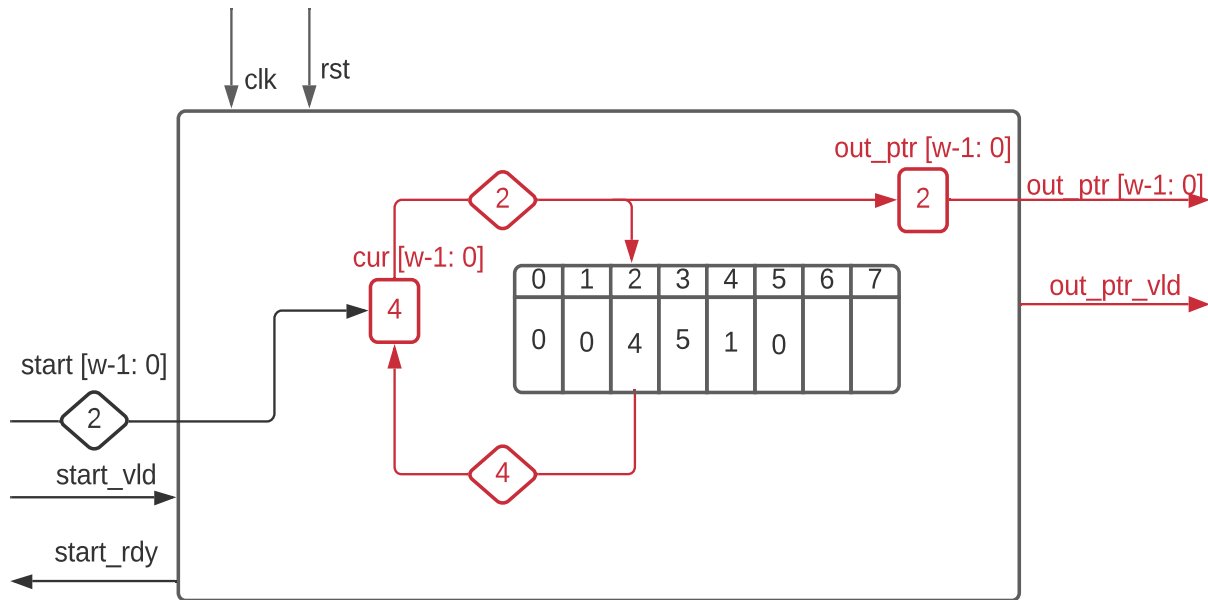 clk
rst
out_ptr [w-1: 0]
2
2
out_ptr [w-1: 0]
cur [w-1: 0]
4
0 1 2 3 4 5 6 7
0 0 4 5 1 0
out_ptr_vld
start [w-1: 0]
2
4
start_vld
start_rdy